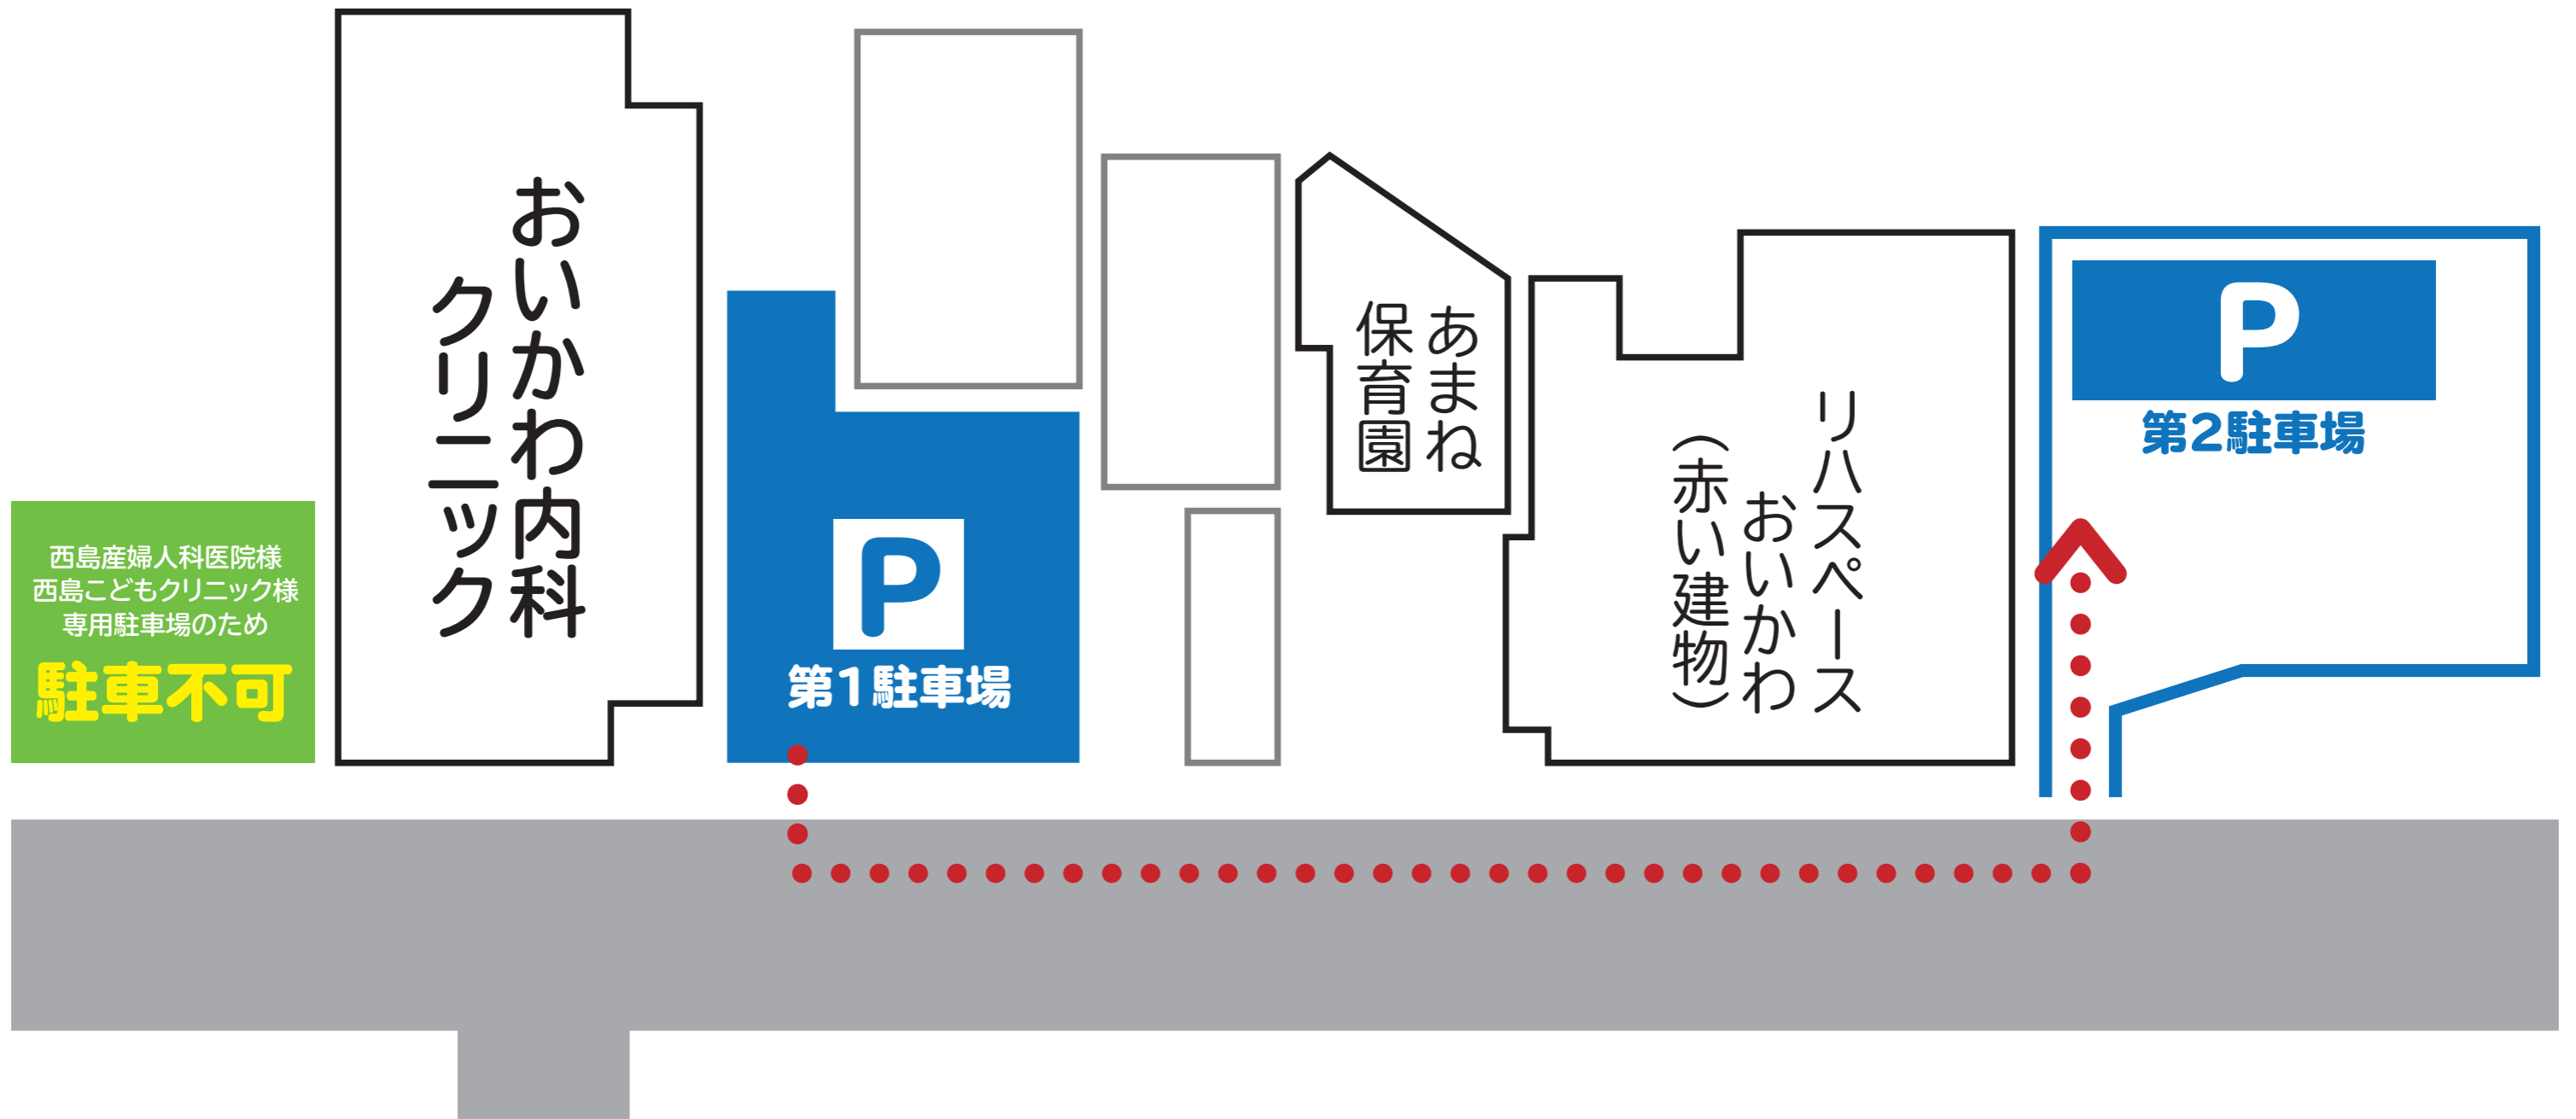 おいかわ内科
クリニック
西島産婦人科医院様
西島こどもクリニック様
専用駐車場のため
駐車不可
P
第1駐車場
あまね
保育園
リハスペース
おいかわ
（赤い建物）
P
第2駐車場